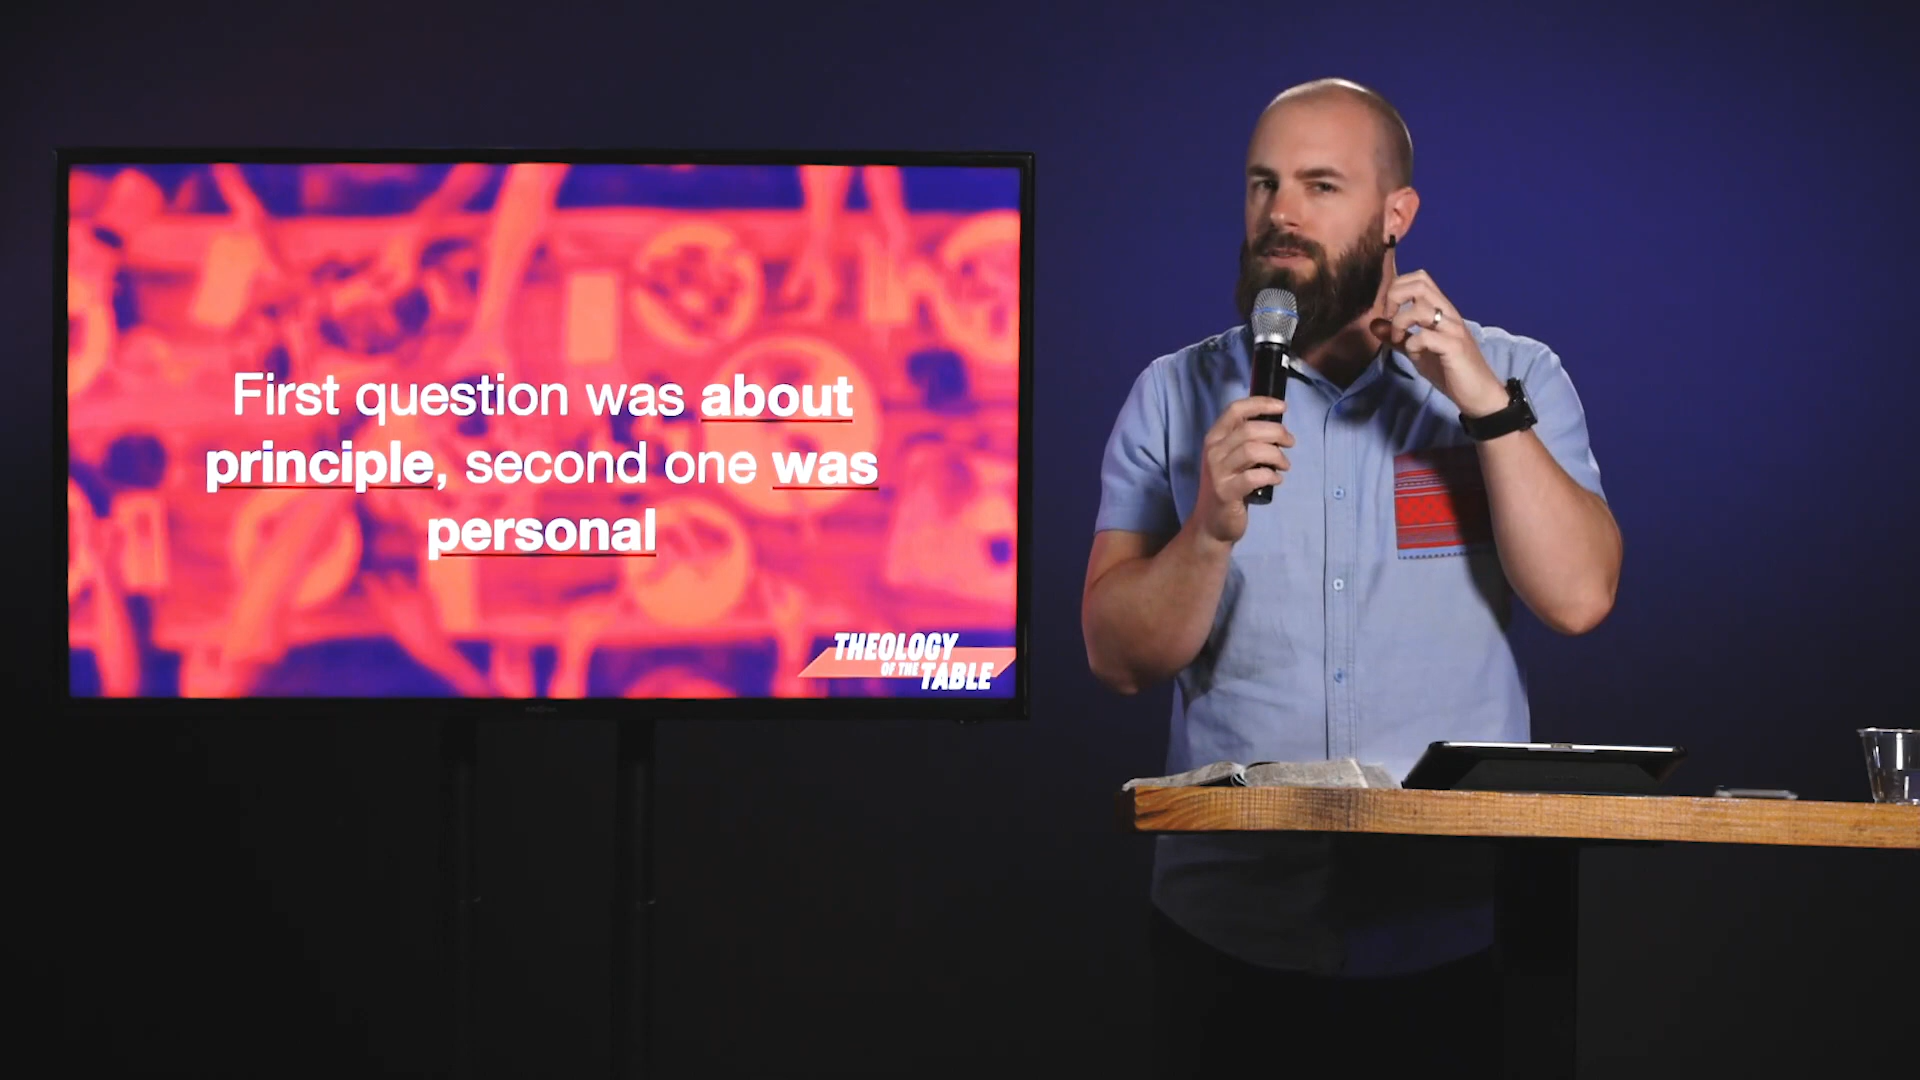 First question was about
principle, second one was
personal
THEOLOGY
OF THE TABLE